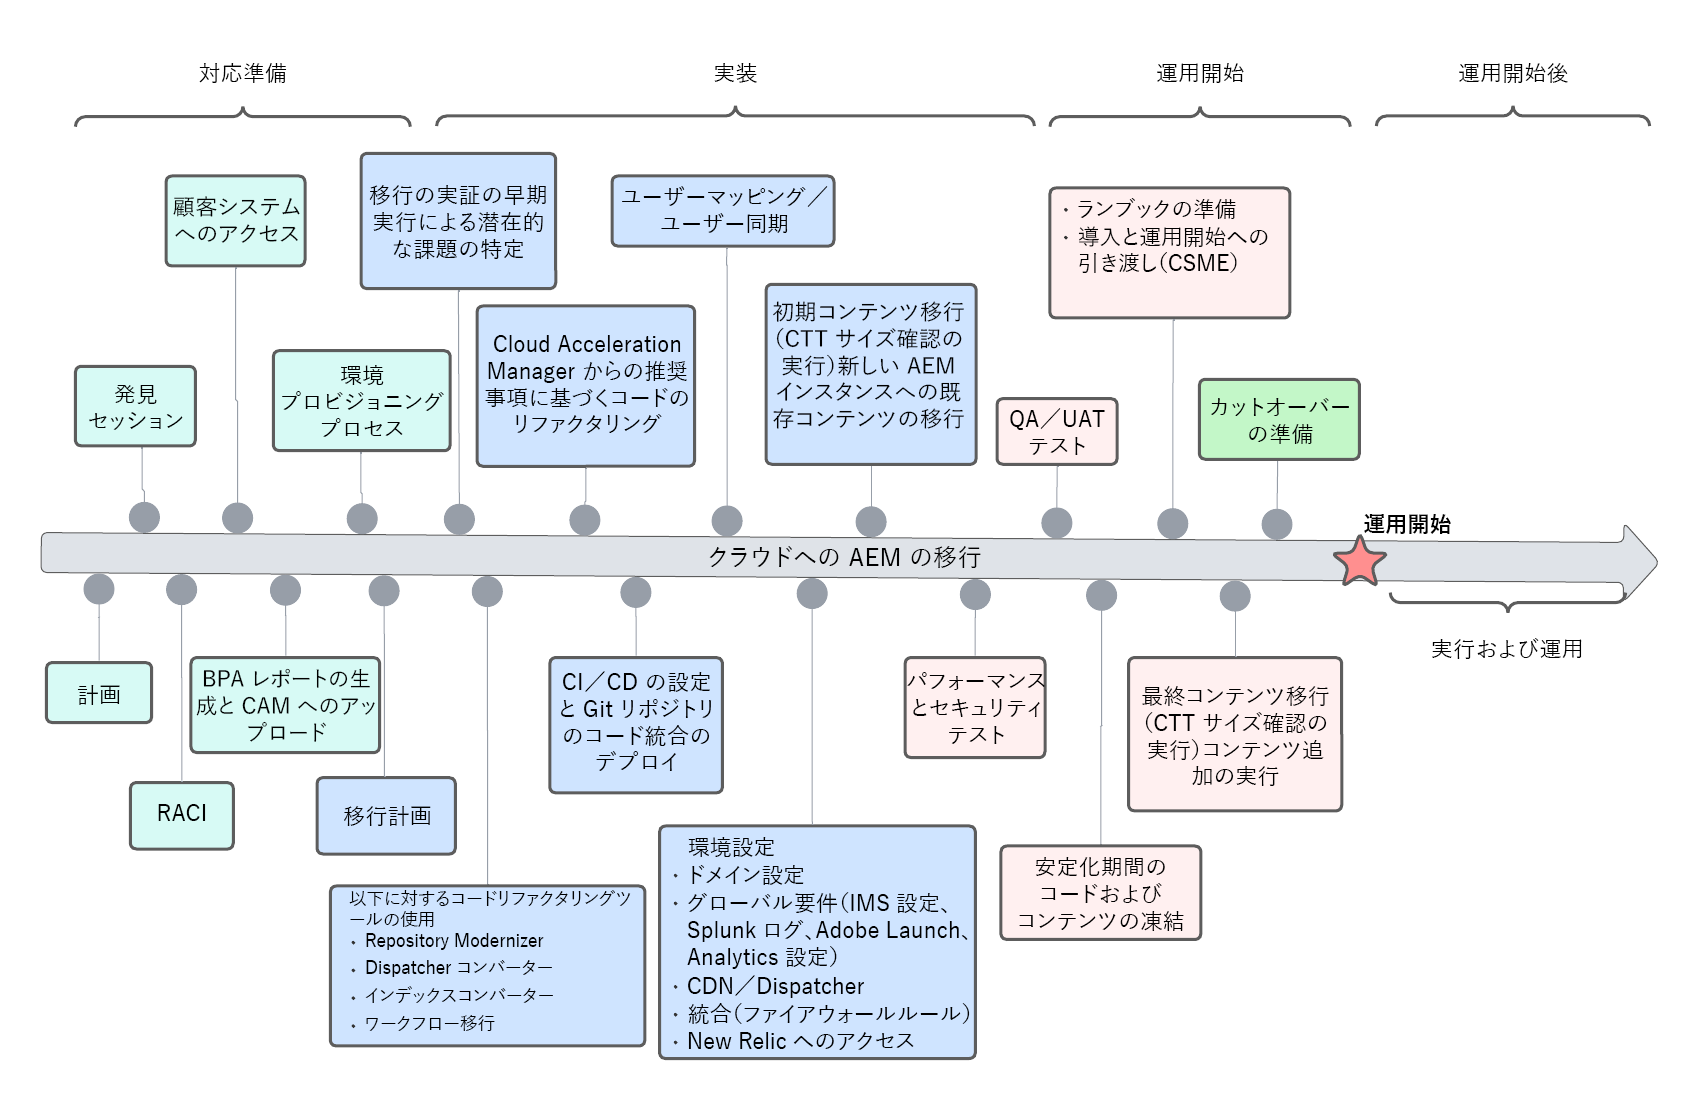 対応準備
実装
運用開始
運用開始後
顧客システム
へのアクセス
移行の実証の早期
実行による潜在的
な課題の特定
ユーザーマッピング／
ユーザー同期
・ランブックの準備
・導入と運用開始への
引き渡し（CSME）
発見
セッション
環境
プロビジョニング
プロセス
Cloud Acceleration
Manager からの推奨
事項に基づくコードの
リファクタリング
初期コンテンツ移行
（CTT サイズ確認の
実行）新しい AEM
インスタンスへの既
存コンテンツの移行
QA／UAT
テスト
カットオーバー
の準備
運用開始
クラウドへの AEM の移行
実行および運用
計画
RACI
BPA レポートの生
成と CAM へのアッ
プロード
移行計画
以下に対するコードリファクタリングツ
ールの使用
・ Repository Modernizer
・ Dispatcher コンバーター
・ インデックスコンバーター
・ ワークフロー移行
CI／CD の設定
と Git リポジトリ
のコード統合の
デプロイ
環境設定
・ドメイン設定
・グローバル要件（IMS 設定、
Splunk ログ、Adobe Launch、
Analytics 設定）
・CDN／Dispatcher
・統合（ファイアウォールルール）
・New Relic へのアクセス
パフォーマンス
とセキュリティ
テスト
安定化期間の
コードおよび
コンテンツの凍結
最終コンテンツ移行
（CTT サイズ確認の
実行）コンテンツ追
加の実行